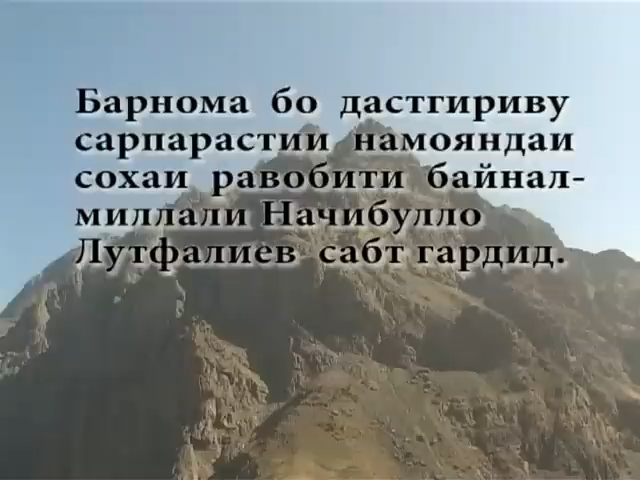 Барнома бо дастгириву
сарпарастии намояндаи
сохаи равобити байнал-
миллали Начибулло
Лутфалиев сабт гардид.